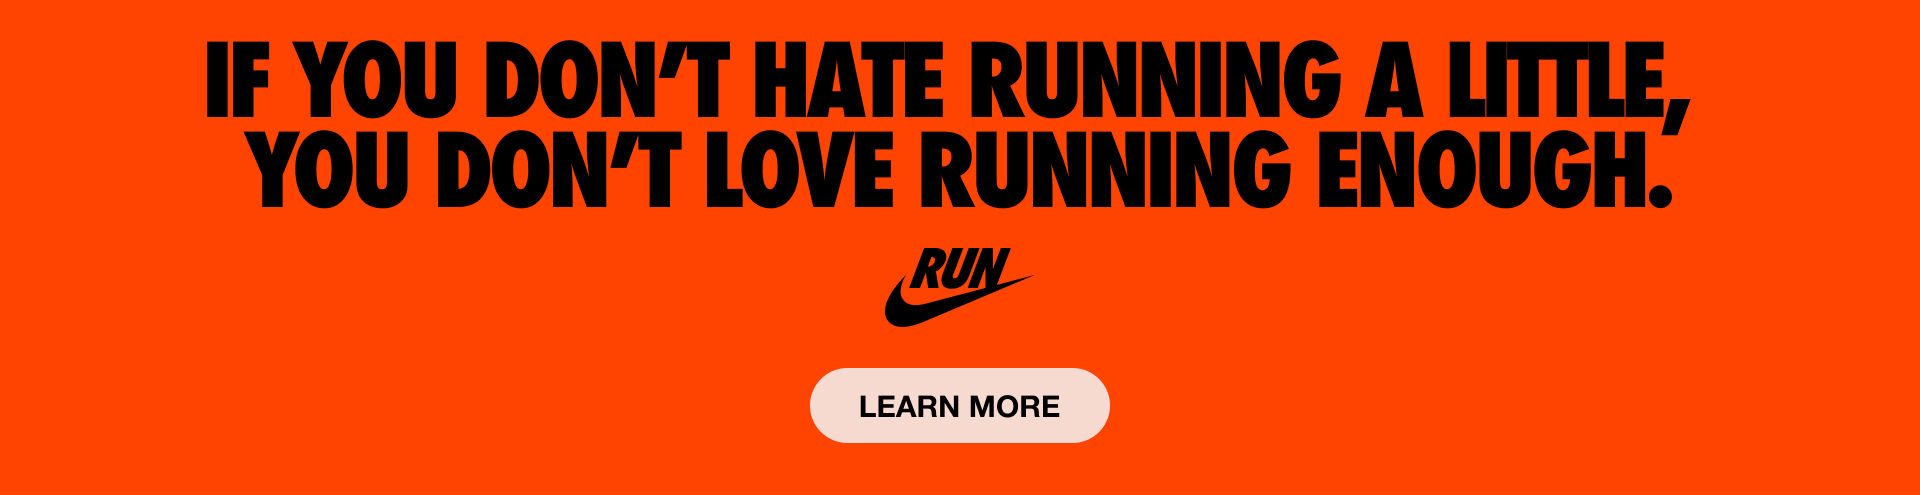 IF YOU DON’T HATE RUNNING A LITTLE,
YOU DON’T LOVE RUNNING ENOUGH.
RUN
LEARN MORE